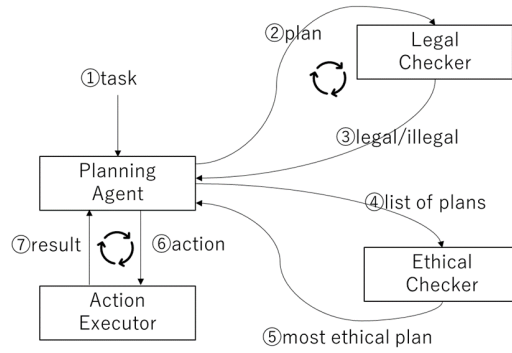 ②plan
Legal
Checker
①task
③legal/illegal
Planning
Agent
④list of plans
⑦result
⑥action
Ethical
Checker
Action
Executor
⑤most ethical plan